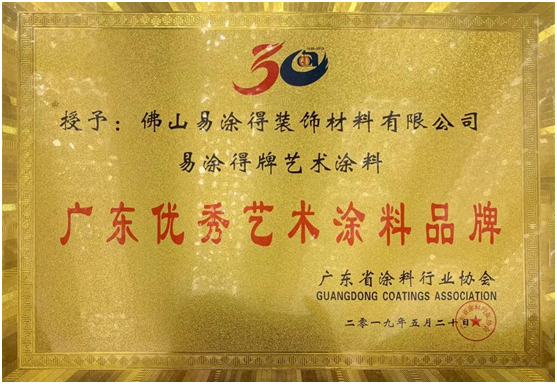 30
授予：佛山易涂得装饰材料有限公司
易涂得牌艺术涂料
广东优秀艺术涂料品牌
广东省涂料行业协会
GUANGDONG COATINGS ASSOCIATION
二零一九年五月二十日